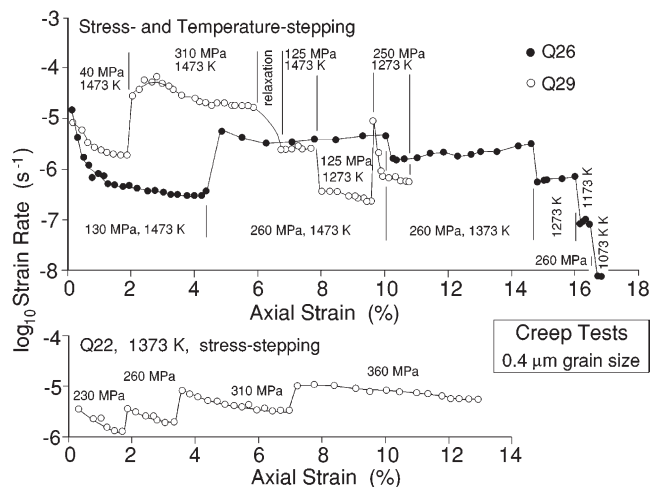 Stress- and Temperature-stepping
Q26
Q29
40 MPa
1473 K
310 MPa
1473 K
relaxation
125 MPa
1473 K
250 MPa
1273 K
125 MPa
1273 K
130 MPa, 1473 K
260 MPa, 1473 K
260 MPa, 1373 K
1273 K
1173 K
1073 K
260 MPa
-3
-4
-5
-6
-7
-8
0 2 4 6 8 10 12 14 16 18
Axial Strain (%)
log10 Strain Rate (s-1)
Creep Tests
0.4 μm grain size
Q22, 1373 K, stress-stepping
230 MPa
260 MPa
310 MPa
360 MPa
-4
-5
-6
0 2 4 6 8 10 12 14
Axial Strain (%)